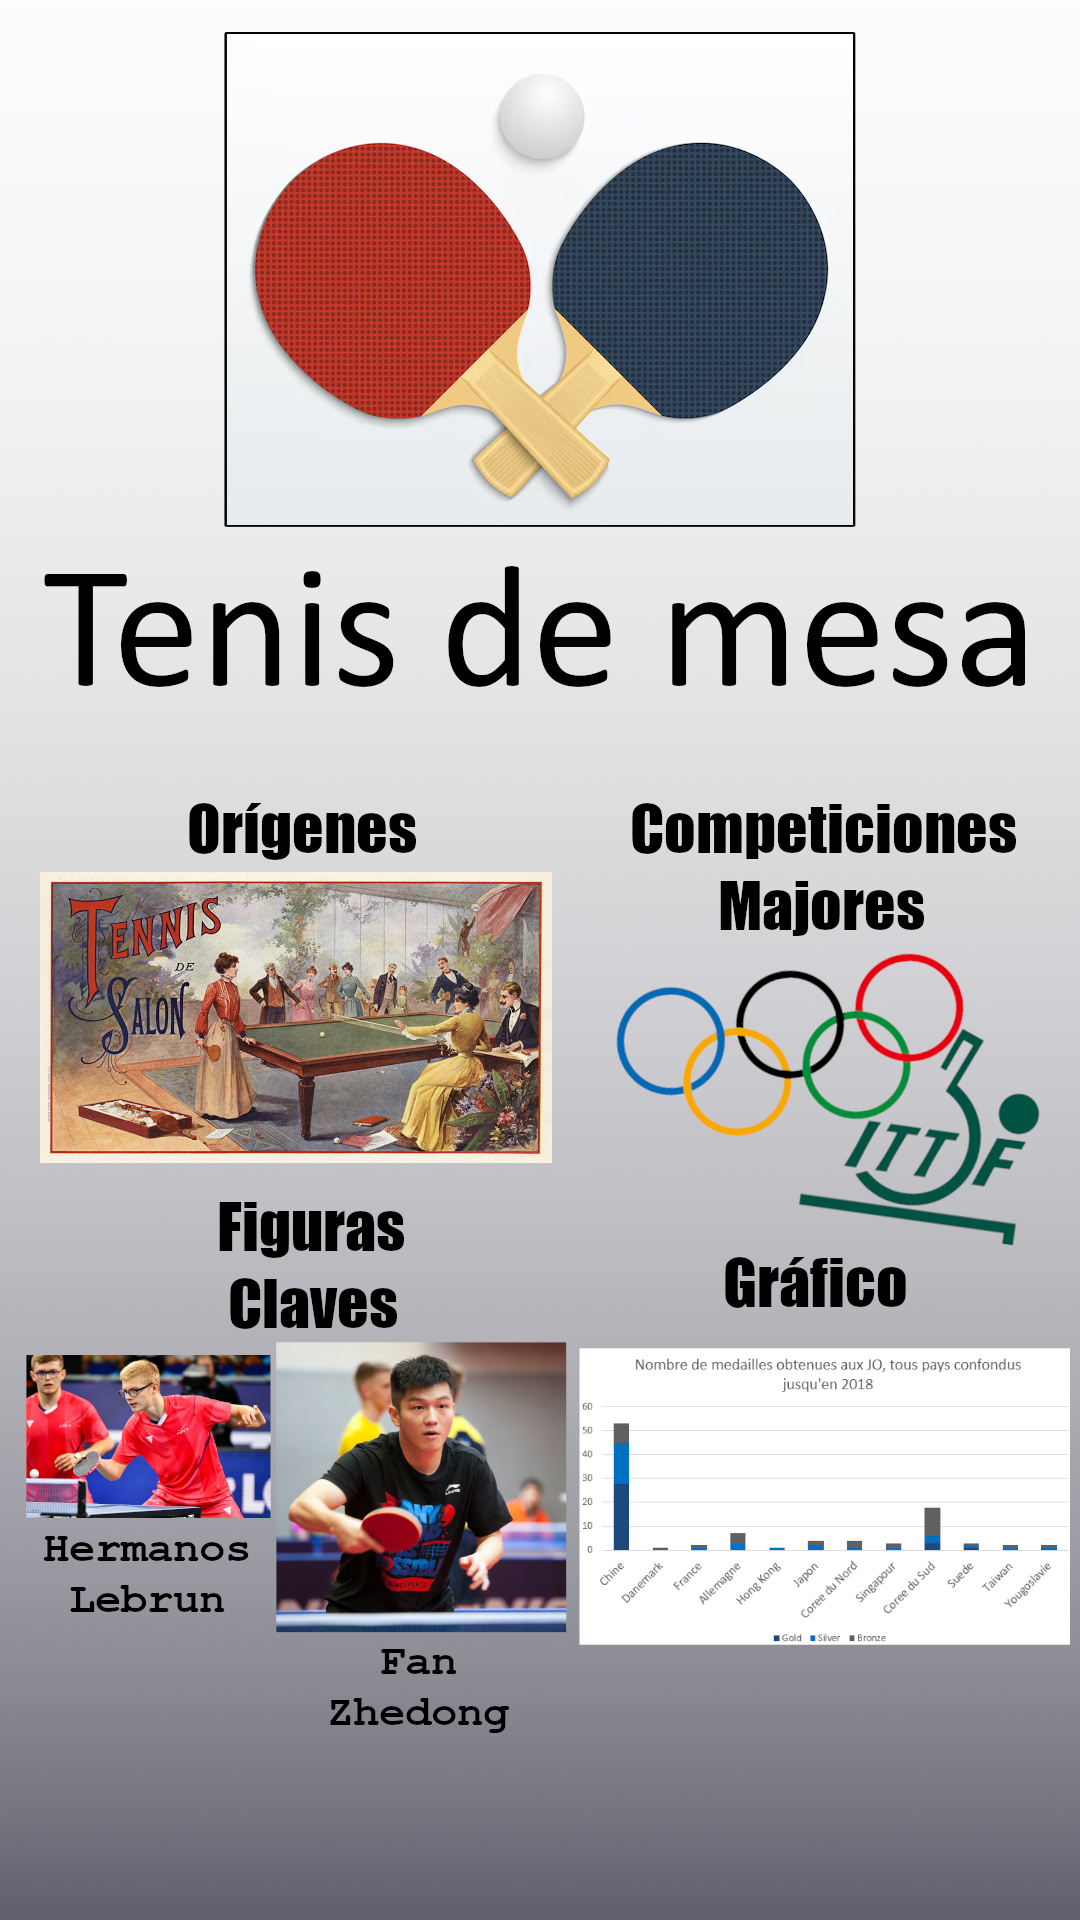 Tenis de mesa
Orígenes
TENNIS
DE
SALON
Competiciones
Majores
ITTF
Figuras
Claves
Hermanos
Lebrun
Fan
Zhedong
Gráfico
Nombre de medailles obtenues aux JO, tous pays confondus
jusqu'en 2018
60
50
40
30
20
10
0
Chine
Danemark
France
Allemagne
Hong Kong
Japon
Coree du Nord
Singapour
Coree du Sud
Suede
Taiwan
Yougoslavie
Gold Silver Bronze